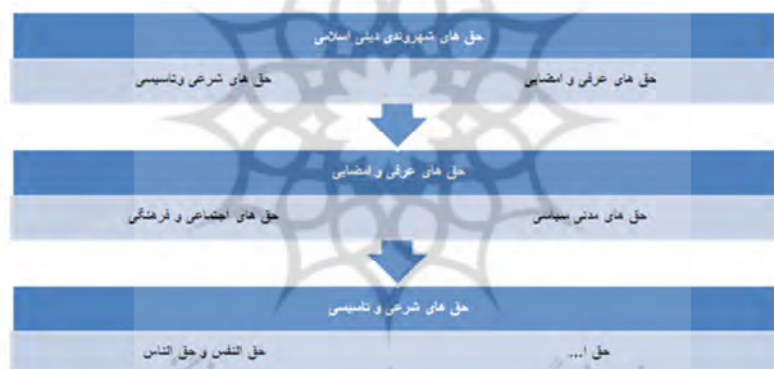 حق های شهروندی دینی اسلامی
حق های عرفی و امضایی
حق های شرعی وتاسیسی
حق های عرفی و امضایی
حق های مدنی سیاسی
حق های اجتماعی و فرهنگی
حق های شرعی و تاسیسی
حق ا...
حق النفس و حق الناس